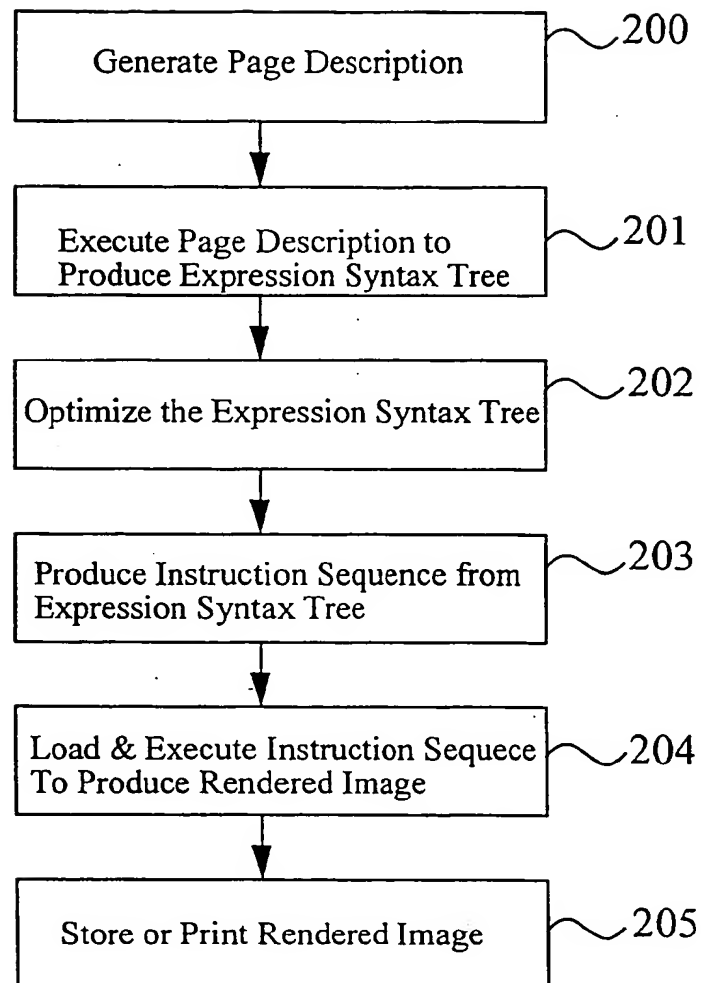 Generate Page Description
200
Execute Page Description to
Produce Expression Syntax Tree
201
Optimize the Expression Syntax Tree
202
Produce Instruction Sequence from
Expression Syntax Tree
203
Load & Execute Instruction Sequece
To Produce Rendered Image
204
Store or Print Rendered Image
205